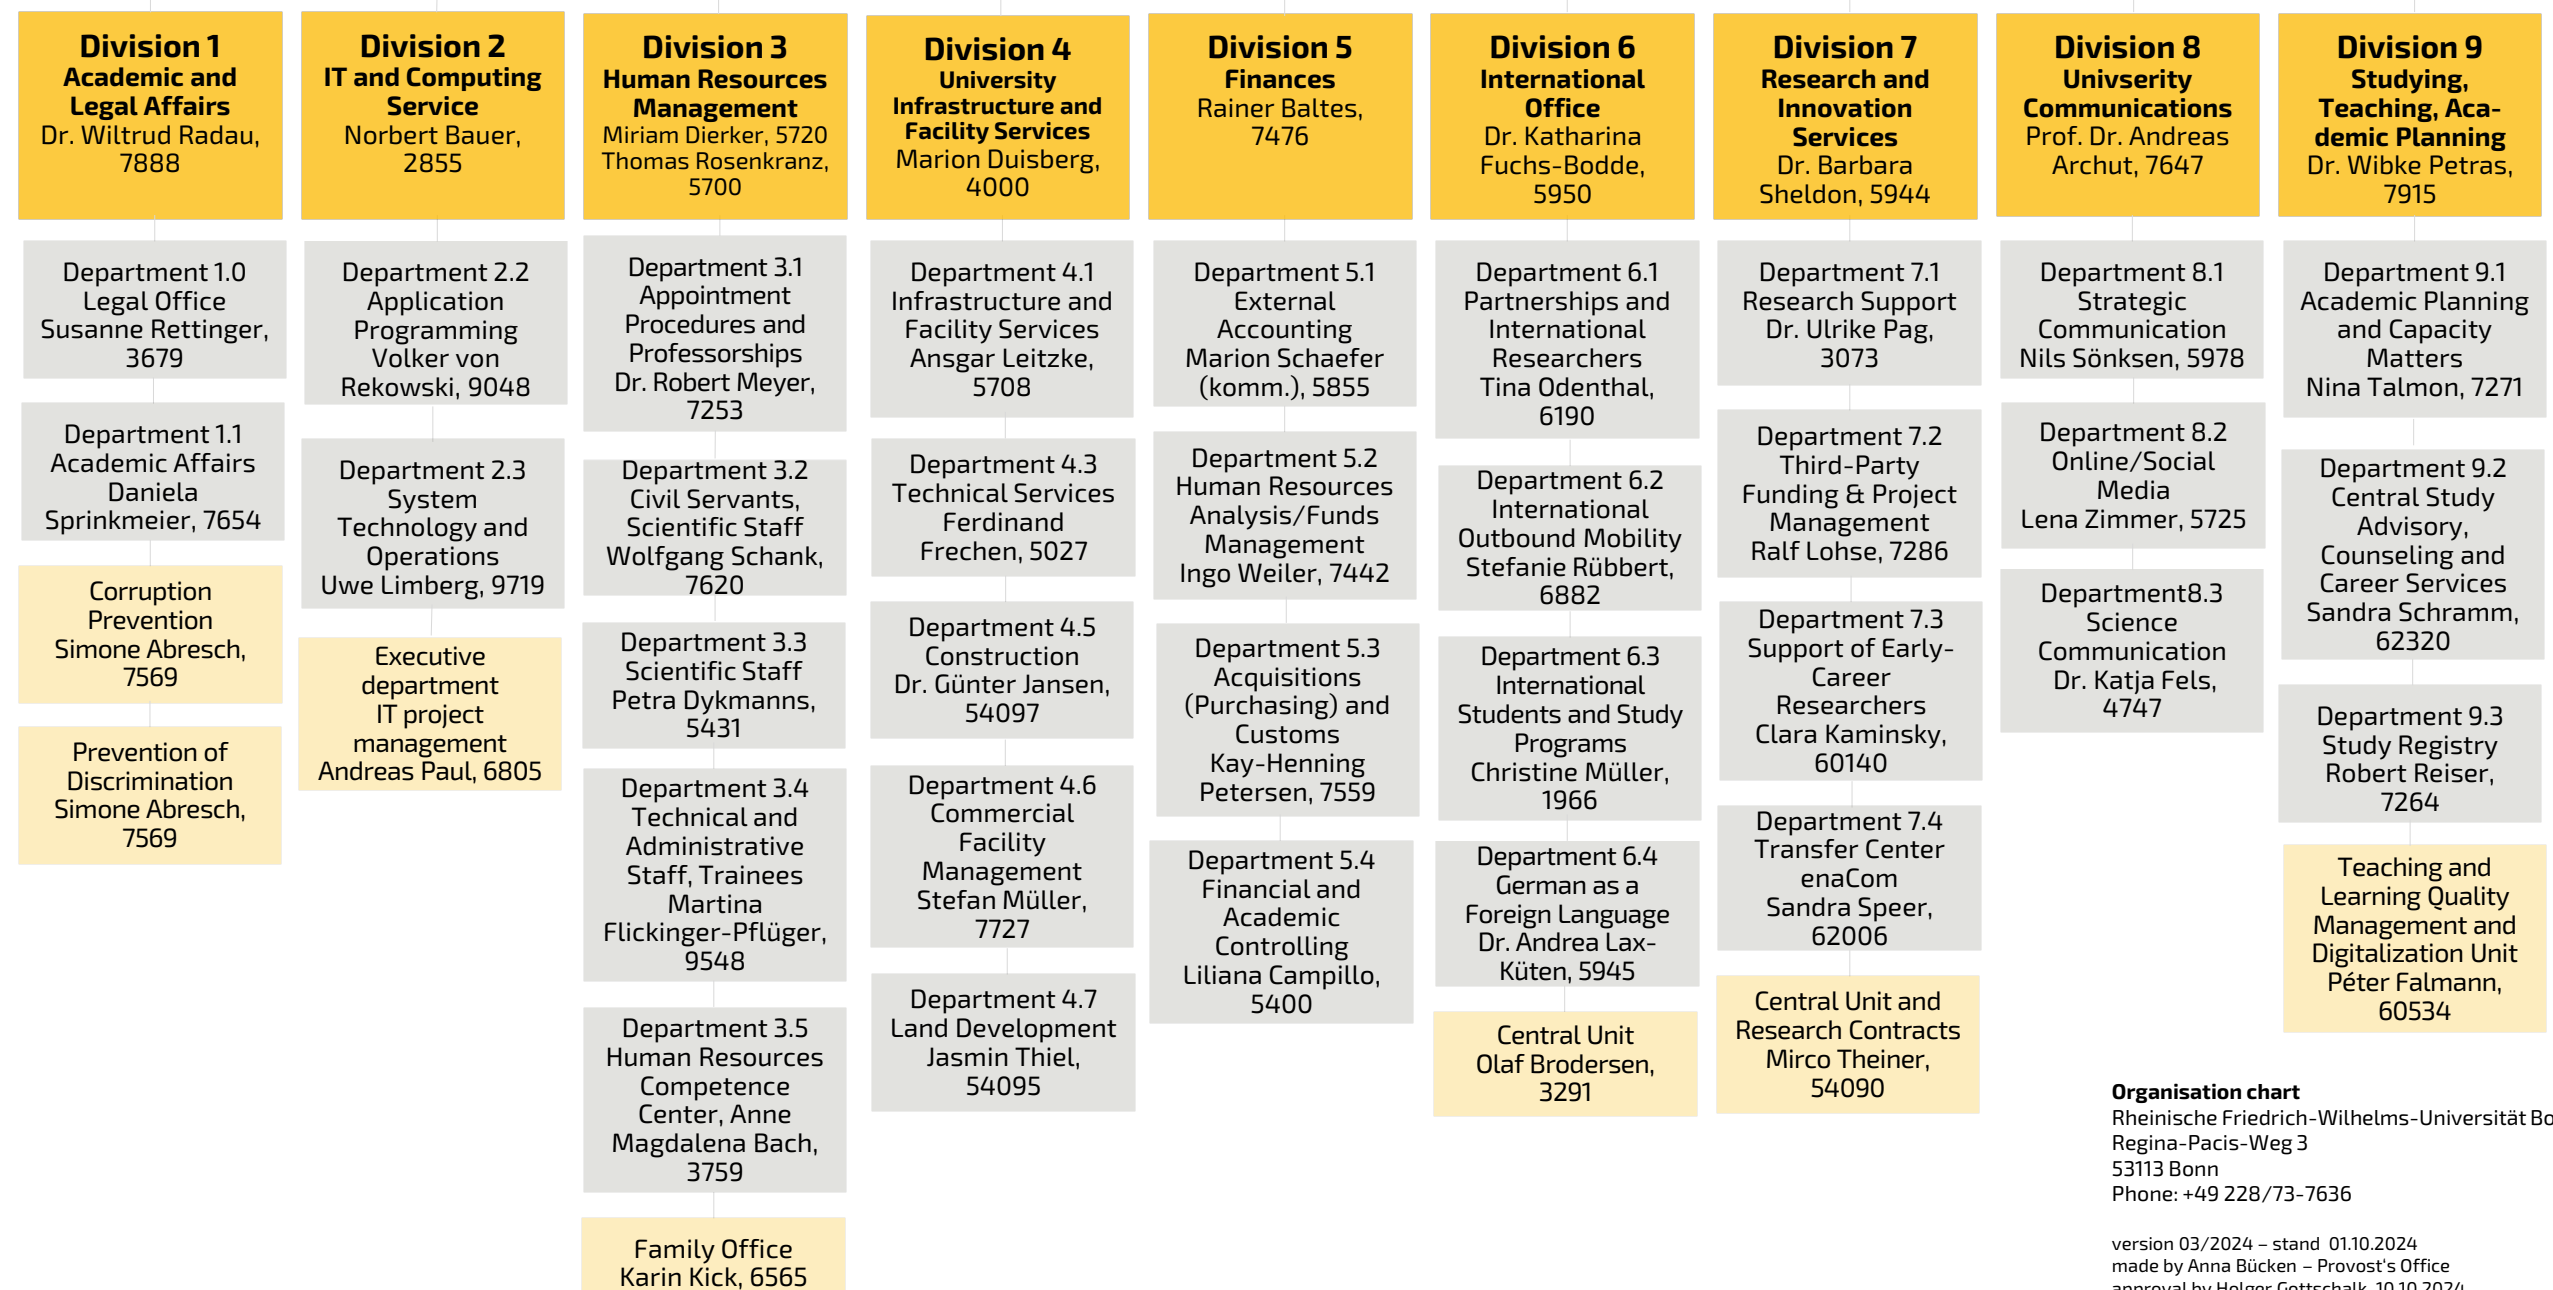 Division 1
Academic and
Legal Affairs
Dr. Wiltrud Radau,
7888
Department 1.0
Legal Office
Susanne Rettinger,
3679
Department 1.1
Academic Affairs
Daniela
Sprinkmeier, 7654
Corruption
Prevention
Simone Abresch,
7569
Prevention of
Discrimination
Simone Abresch,
7569
Division 2
IT and Computing
Service
Norbert Bauer,
2855
Department 2.2
Application
Programming
Volker von
Rekowski, 9048
Department 2.3
System
Technology and
Operations
Uwe Limberg, 9719
Executive
department
IT project
management
Andreas Paul, 6805
Division 3
Human Resources
Management
Miriam Dierker, 5720
Thomas Rosenkranz,
5700
Department 3.1
Appointment
Procedures and
Professorships
Dr. Robert Meyer,
7253
Department 3.2
Civil Servants,
Scientific Staff
Wolfgang Schank,
7620
Department 3.3
Scientific Staff
Petra Dykmanns,
5431
Department 3.4
Technical and
Administrative
Staff, Trainees
Martina
Flickinger-Pflüger,
9548
Department 3.5
Human Resources
Competence
Center, Anne
Magdalena Bach,
3759
Family Office
Karin Kick, 6565
Division 4
University
Infrastructure and
Facility Services
Marion Duisberg,
4000
Department 4.1
Infrastructure and
Facility Services
Ansgar Leitzke,
5708
Department 4.3
Technical Services
Ferdinand
Frechen, 5027
Department 4.5
Construction
Dr. Günter Jansen,
54097
Department 4.6
Commercial
Facility
Management
Stefan Müller,
7727
Department 4.7
Land Development
Jasmin Thiel,
54095
Division 5
Finances
Rainer Baltes,
7476
Department 5.1
External
Accounting
Marion Schaefer
(komm.), 5855
Department 5.2
Human Resources
Analysis/Funds
Management
Ingo Weiler, 7442
Department 5.3
Acquisitions
(Purchasing) and
Customs
Kay-Henning
Petersen, 7559
Department 5.4
Financial and
Academic
Controlling
Liliana Campillo,
5400
Division 6
International
Office
Dr. Katharina
Fuchs-Bodde,
5950
Department 6.1
Partnerships and
International
Researchers
Tina Odenthal,
6190
Department 6.2
International
Outbound Mobility
Stefanie Rübbert,
6882
Department 6.3
International
Students and Study
Programs
Christine Müller,
1966
Department 6.4
German as a
Foreign Language
Dr. Andrea Lax-
Küten, 5945
Central Unit
Olaf Brodersen,
3291
Division 7
Research and
Innovation
Services
Dr. Barbara
Sheldon, 5944
Department 7.1
Research Support
Dr. Ulrike Pag,
3073
Department 7.2
Third-Party
Funding & Project
Management
Ralf Lohse, 7286
Department 7.3
Support of Early-
Career
Researchers
Clara Kaminsky,
60140
Department 7.4
Transfer Center
enaCom
Sandra Speer,
62006
Central Unit and
Research Contracts
Mirco Theiner,
54090
Division 8
Univserity
Communications
Prof. Dr. Andreas
Archut, 7647
Department 8.1
Strategic
Communication
Nils Sönksen, 5978
Department 8.2
Online/Social
Media
Lena Zimmer, 5725
Department8.3
Science
Communication
Dr. Katja Fels,
4747
Division 9
Studying,
Teaching, Aca-
demic Planning
Dr. Wibke Petras,
7915
Department 9.1
Academic Planning
and Capacity
Matters
Nina Talmon, 7271
Department 9.2
Central Study
Advisory,
Counseling and
Career Services
Sandra Schramm,
62320
Department 9.3
Study Registry
Robert Reiser,
7264
Teaching and
Learning Quality
Management and
Digitalization Unit
Péter Falmann,
60534
Organisation chart
Rheinische Friedrich-Wilhelms-Universität Bo
Regina-Pacis-Weg 3
53113 Bonn
Phone: +49 228/73-7636
version 03/2024 – stand 01.10.2024
made by Anna Bücken – Provost's Office
approval by Holger Gottschalk, 10.10.2024